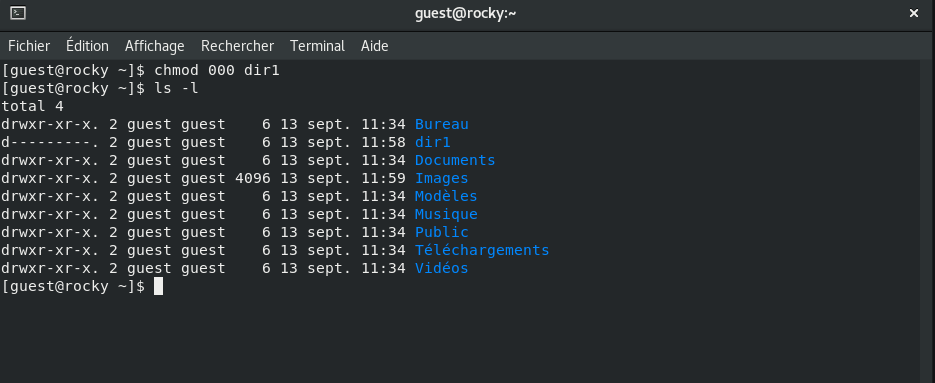 guest@rocky:~
Fichier Édition Affichage Rechercher Terminal Aide
[guest@rocky ~]$ chmod 000 dir1
[guest@rocky ~]$ ls -l
total 4
drwxr-xr-x. 2 guest guest    6 13 sept. 11:34 Bureau
d---------. 2 guest guest    6 13 sept. 11:58 dir1
drwxr-xr-x. 2 guest guest    6 13 sept. 11:34 Documents
drwxr-xr-x. 2 guest guest 4096 13 sept. 11:59 Images
drwxr-xr-x. 2 guest guest    6 13 sept. 11:34 Modèles
drwxr-xr-x. 2 guest guest    6 13 sept. 11:34 Musique
drwxr-xr-x. 2 guest guest    6 13 sept. 11:34 Public
drwxr-xr-x. 2 guest guest    6 13 sept. 11:34 Téléchargements
drwxr-xr-x. 2 guest guest    6 13 sept. 11:34 Vidéos
[guest@rocky ~]$